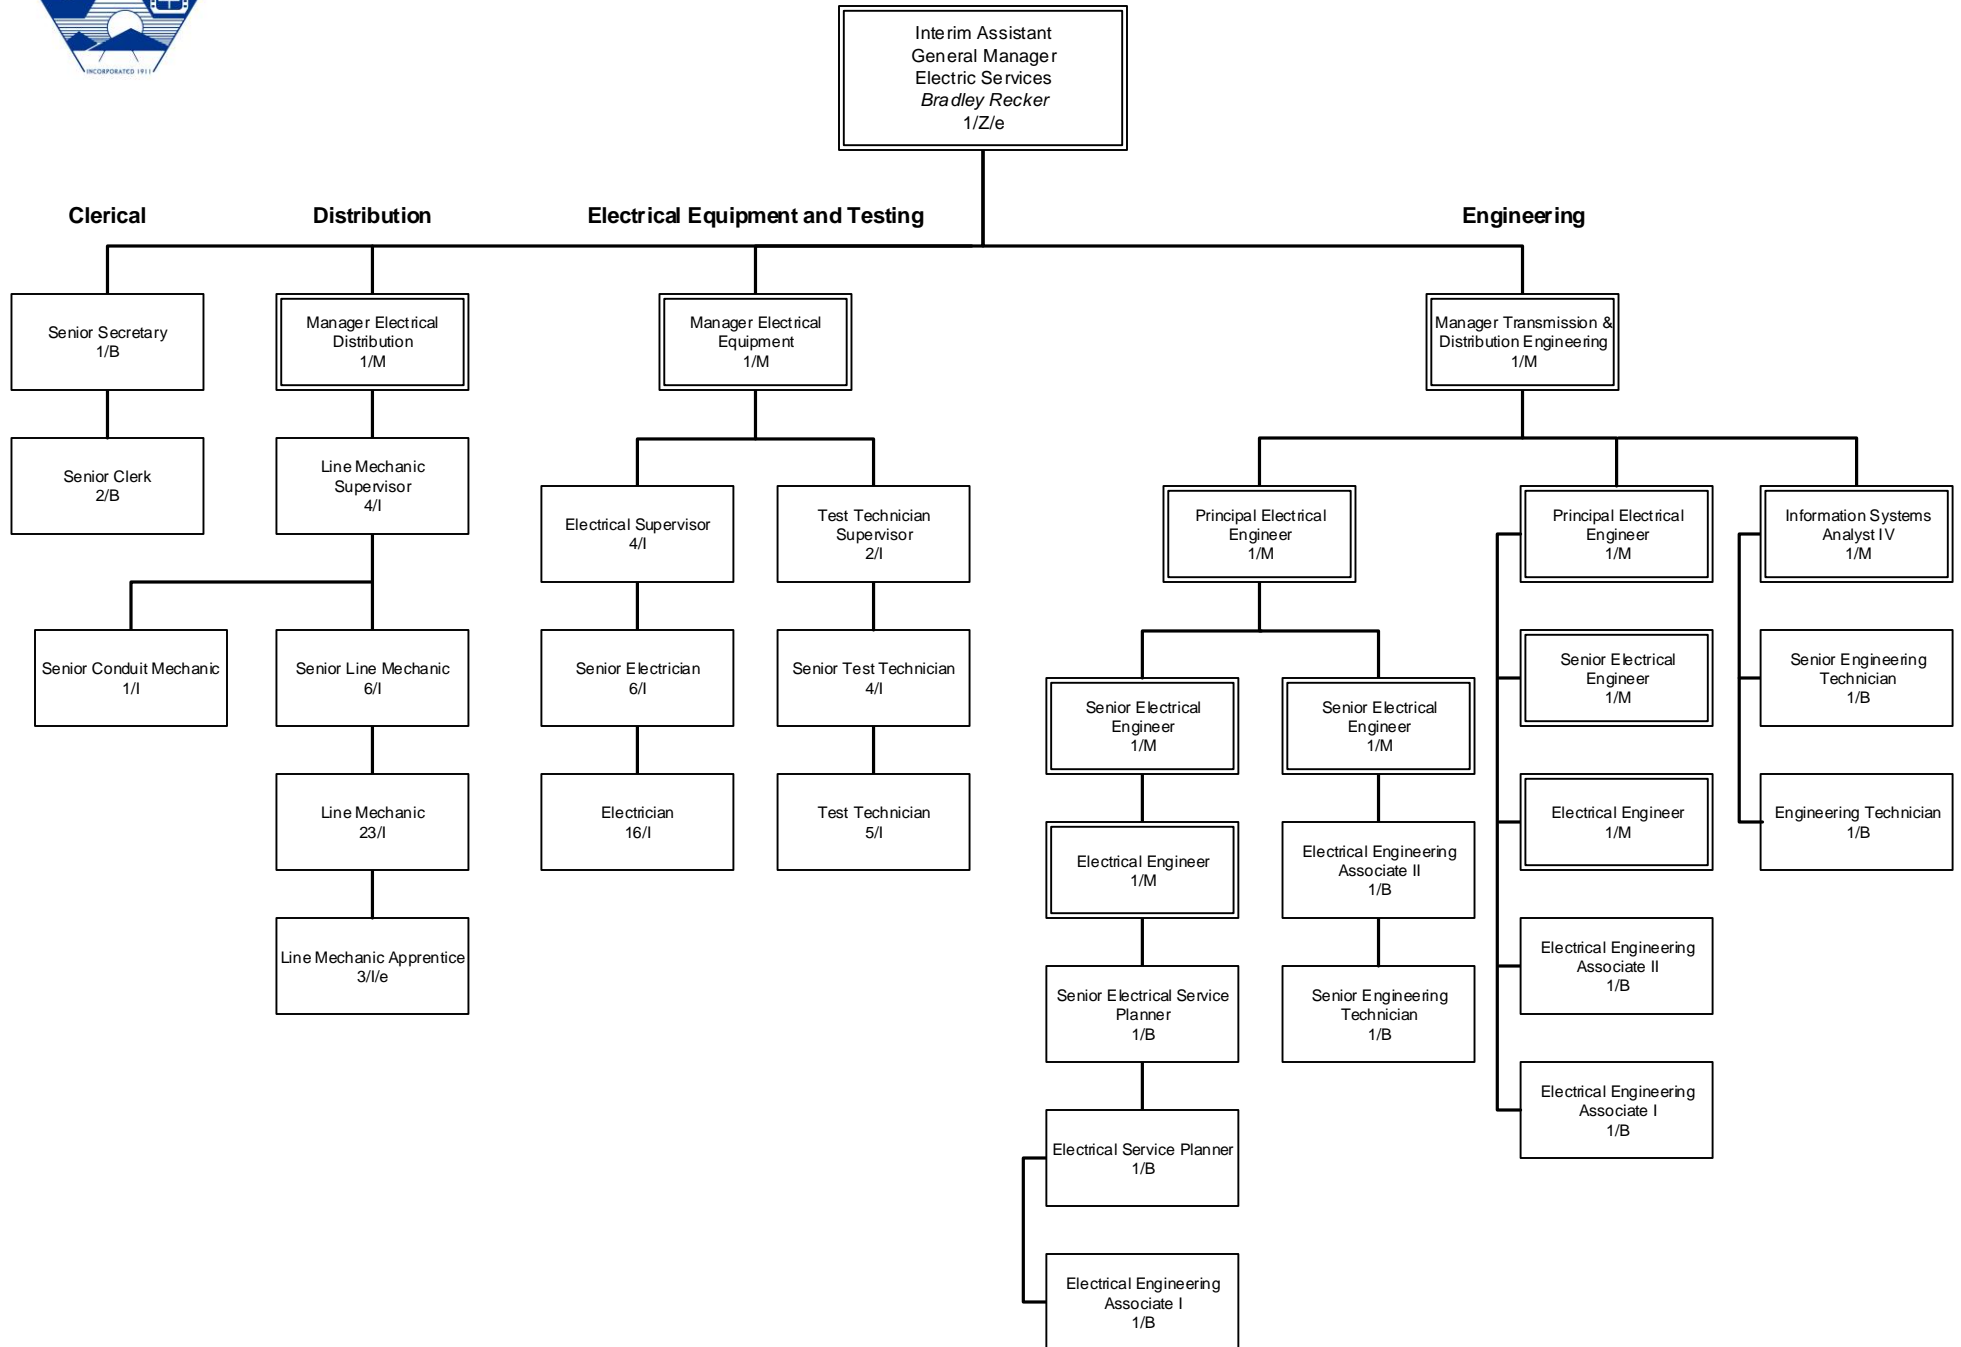 INCORPORATED 1911
Interim Assistant
General Manager
Electric Services
Bradley Recker
1/Z/e
Clerical
Distribution
Electrical Equipment and Testing
Engineering
Senior Secretary
1/B
Manager Electrical
Distribution
1/M
Manager Electrical
Equipment
1/M
Manager Transmission &
Distribution Engineering
1/M
Senior Clerk
2/B
Line Mechanic
Supervisor
4/I
Electrical Supervisor
4/I
Test Technician
Supervisor
2/I
Principal Electrical
Engineer
1/M
Principal Electrical
Engineer
1/M
Information Systems
Analyst IV
1/M
Senior Conduit Mechanic
1/I
Senior Line Mechanic
6/I
Senior Electrician
6/I
Senior Test Technician
4/I
Senior Electrical
Engineer
1/M
Senior Electrical
Engineer
1/M
Senior Electrical
Engineer
1/M
Senior Engineering
Technician
1/B
Line Mechanic
23/I
Electrician
16/I
Test Technician
5/I
Electrical Engineer
1/M
Electrical Engineering
Associate II
1/B
Electrical Engineer
1/M
Engineering Technician
1/B
Line Mechanic Apprentice
3/I/e
Senior Electrical Service
Planner
1/B
Senior Engineering
Technician
1/B
Electrical Engineering
Associate II
1/B
Electrical Service Planner
1/B
Electrical Engineering
Associate I
1/B
Electrical Engineering
Associate I
1/B